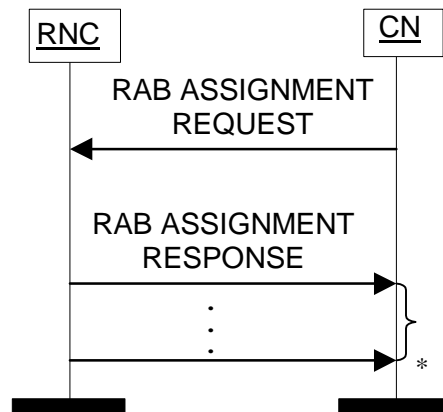 RNC
CN
RAB ASSIGNMENT
REQUEST
RAB ASSIGNMENT
RESPONSE
*